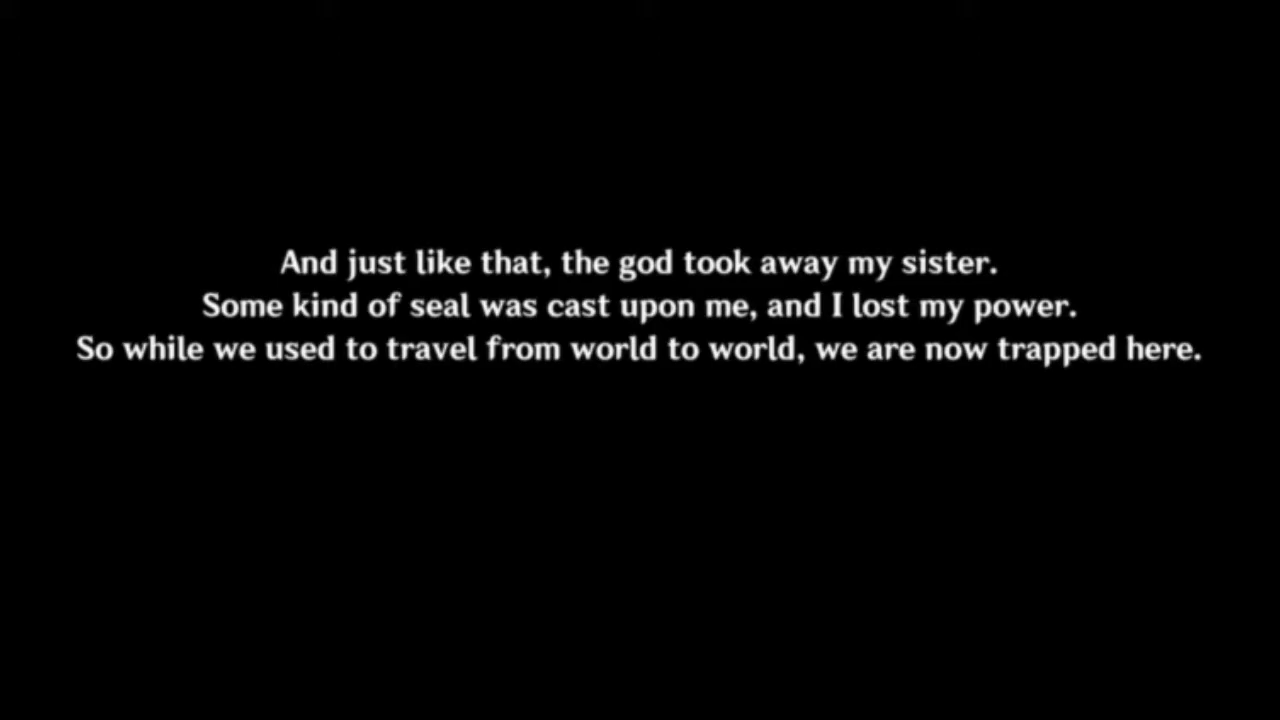 And just like that, the god took away my sister.
Some kind of seal was cast upon me, and I lost my power.
So while we used to travel from world to world, we are now trapped here.